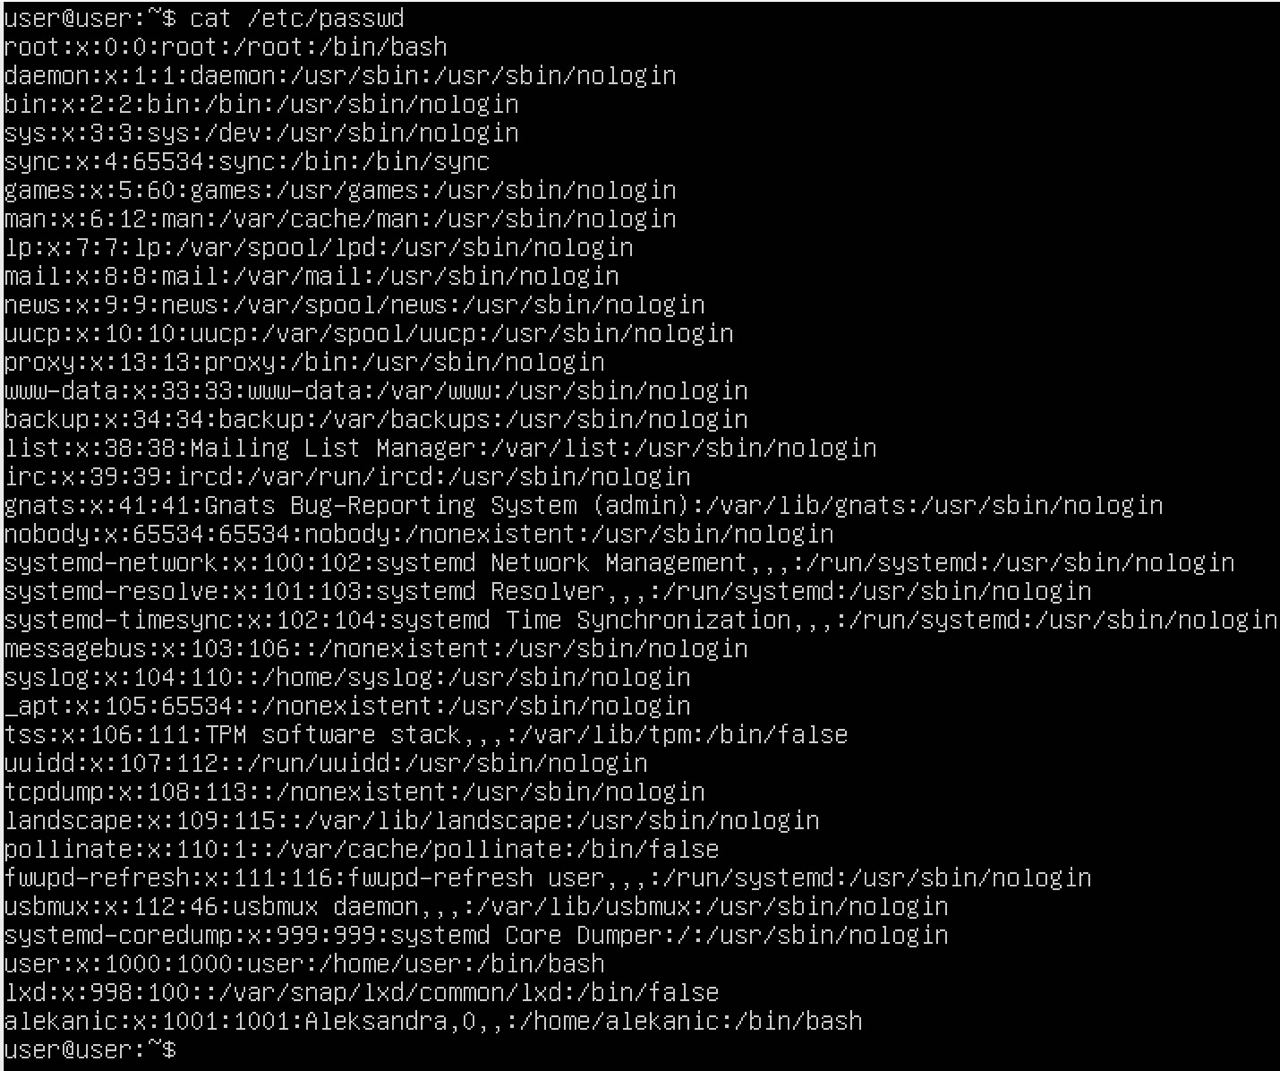 user@user:~$ cat /etc/passwd
root:x:0:0:root:/root:/bin/bash
daemon:x:1:1:daemon:/usr/sbin:/usr/sbin/nologin
bin:x:2:2:bin:/bin:/usr/sbin/nologin
sys:x:3:3:sys:/dev:/usr/sbin/nologin
sync:x:4:65534:sync:/bin:/bin/sync
games:x:5:60:games:/usr/games:/usr/sbin/nologin
man:x:6:12:man:/var/cache/man:/usr/sbin/nologin
lp:x:7:7:lp:/var/spool/lpd:/usr/sbin/nologin
mail:x:8:8:mail:/var/mail:/usr/sbin/nologin
news:x:9:9:news:/var/spool/news:/usr/sbin/nologin
uucp:x:10:10:uucp:/var/spool/uucp:/usr/sbin/nologin
proxy:x:13:13:proxy:/bin:/usr/sbin/nologin
www-data:x:33:33:www-data:/var/www:/usr/sbin/nologin
backup:x:34:34:backup:/var/backups:/usr/sbin/nologin
list:x:38:38:Mailing List Manager:/var/list:/usr/sbin/nologin
irc:x:39:39:ircd:/var/run/ircd:/usr/sbin/nologin
gnats:x:41:41:Gnats Bug-Reporting System (admin):/var/lib/gnats:/usr/sbin/nologin
nobody:x:65534:65534:nobody:/nonexistent:/usr/sbin/nologin
systemd-network:x:100:102:systemd Network Management,,,:/run/systemd:/usr/sbin/nologin
systemd-resolve:x:101:103:systemd Resolver,,,:/run/systemd:/usr/sbin/nologin
systemd-timesync:x:102:104:systemd Time Synchronization,,,:/run/systemd:/usr/sbin/nologin
messagebus:x:103:106::/nonexistent:/usr/sbin/nologin
syslog:x:104:110::/home/syslog:/usr/sbin/nologin
_apt:x:105:65534::/nonexistent:/usr/sbin/nologin
tss:x:106:111:TPM software stack,,,:/var/lib/tpm:/bin/false
uuidd:x:107:112::/run/uuidd:/usr/sbin/nologin
tcpdump:x:108:113::/nonexistent:/usr/sbin/nologin
landscape:x:109:115::/var/lib/landscape:/usr/sbin/nologin
pollinate:x:110:1::/var/cache/pollinate:/bin/false
fwupd-refresh:x:111:116:fwupd-refresh user,,,:/run/systemd:/usr/sbin/nologin
usbmux:x:112:46:usbmux daemon,,,:/var/lib/usbmux:/usr/sbin/nologin
systemd-coredump:x:999:999:systemd Core Dumper:/:/usr/sbin/nologin
user:x:1000:1000:user:/home/user:/bin/bash
lxd:x:998:100::/var/snap/lxd/common/lxd:/bin/false
alekanic:x:1001:1001:Aleksandra,0,,:/home/alekanic:/bin/bash
user@user:~$